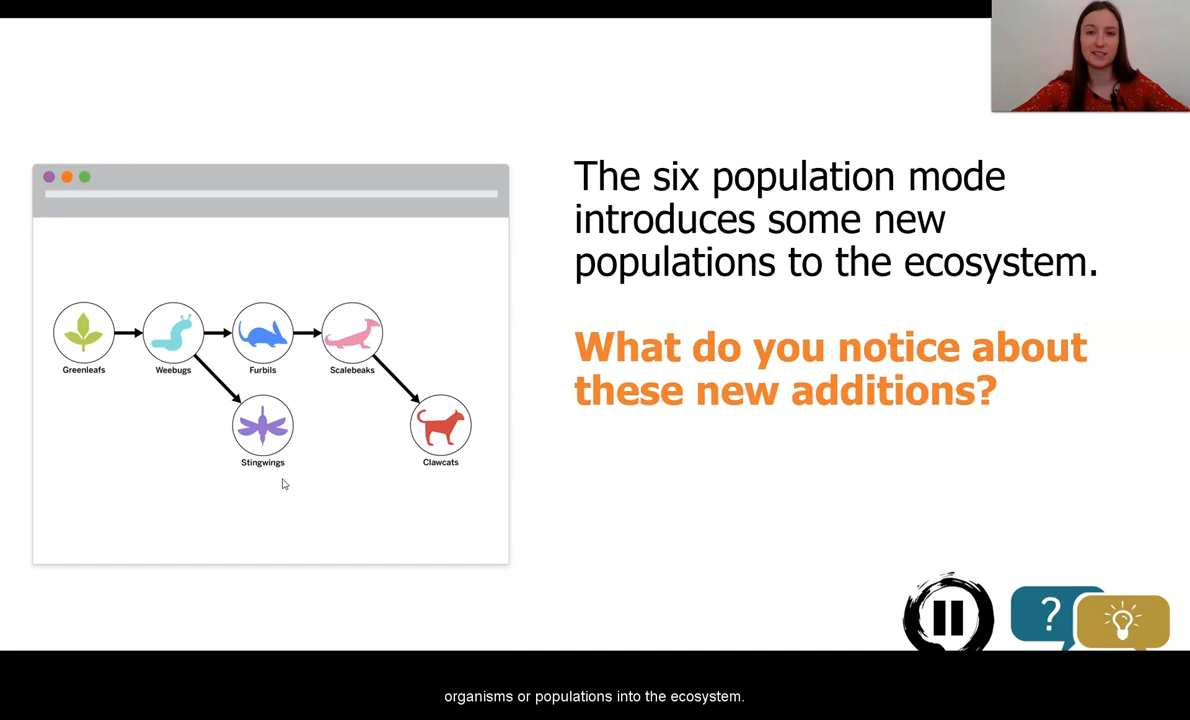 The six population mode
introduces some new
populations to the ecosystem.
What do you notice about
these new additions?
Greenleafs
Weebugs
Furbils
Scalebeaks
Stingwings
Clawcats
?
organisms or populations into the ecosystem.